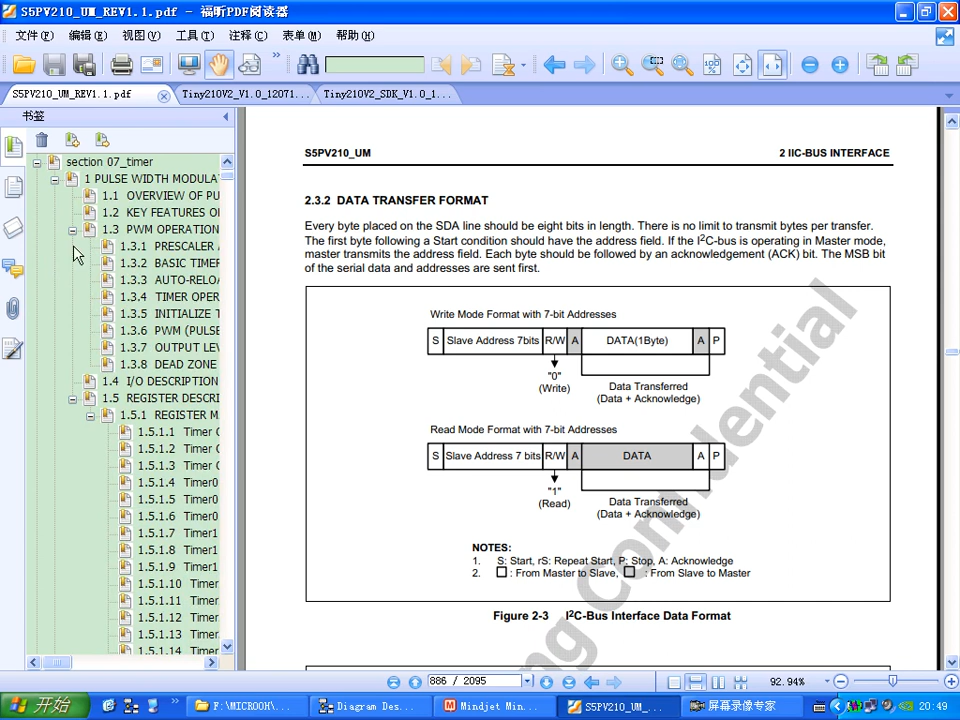 S5PV210_UM_REV1.1.pdf - 福昕PDF阅读器
文件(F) 编辑(E) 视图(V) 工具(T) 注释(C) 表单(M) 帮助(H)
S5PV210_UM_REV1.1.pdf Tiny210V2_V1.0_12071... Tiny210V2_SDK_V1.0_1...
书签
section 07_timer
1 PULSE WIDTH MODULA
1.1 OVERVIEW OF PU
1.2 KEY FEATURES O
1.3 PWM OPERATION
1.3.1 PRESCALER
1.3.2 BASIC TIMER
1.3.3 AUTO-RELO
1.3.4 TIMER OPER
1.3.5 INITIALIZE T
1.3.6 PWM (PULSE
1.3.7 OUTPUT LEV
1.3.8 DEAD ZONE
1.4 I/O DESCRIPTION
1.5 REGISTER DESCRI
1.5.1 REGISTER M
1.5.1.1 Timer
1.5.1.2 Timer
1.5.1.3 Timer
1.5.1.4 Timer0
1.5.1.5 Timer0
1.5.1.6 Timer0
1.5.1.7 Timer1
1.5.1.8 Timer1
1.5.1.9 Timer1
1.5.1.10 Timer
1.5.1.11 Timer
1.5.1.12 Timer
1.5.1.13 Timer
1.5.1.14 Timer
S5PV210_UM 2 IIC-BUS INTERFACE
2.3.2 DATA TRANSFER FORMAT
Every byte placed on the SDA line should be eight bits in length. There is no limit to transmit bytes per transfer.
The first byte following a Start condition should have the address field. If the I2C-bus is operating in Master mode,
master transmits the address field. Each byte should be followed by an acknowledgement (ACK) bit. The MSB bit
of the serial data and addresses are sent first.
Write Mode Format with 7-bit Addresses
S Slave Address 7bits R/W A DATA(1Byte) A P
"0"
(Write)
Data Transferred
(Data + Acknowledge)
Read Mode Format with 7-bit Addresses
S Slave Address 7 bits R/W A DATA A P
"1"
(Read)
Data Transferred
(Data + Acknowledge)
NOTES:
1. S: Start, rS: Repeat Start, P: Stop, A: Acknowledge
2. : From Master to Slave, : From Slave to Master
Figure 2-3 I2C-Bus Interface Data Format
ng Confidential
886 / 2095 92.94%
开始 F:\MICROOH\... Diagram Des... Mindjet Min... S5PV210_UM_... 屏幕录像专家 20:49